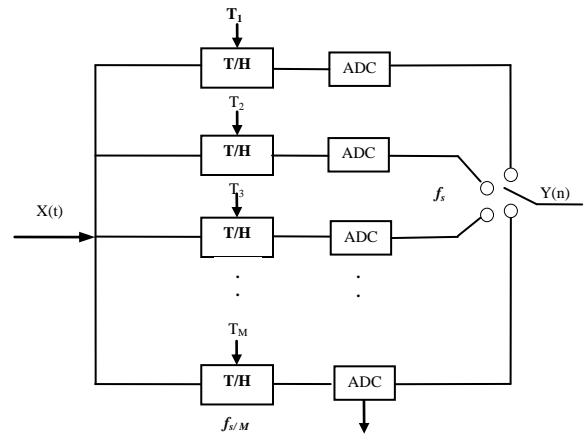 T1
T/H
ADC
T2
T/H
ADC
T3
fs
Y(n)
X(t)
T/H
ADC
TM
T/H
ADC
fs/M